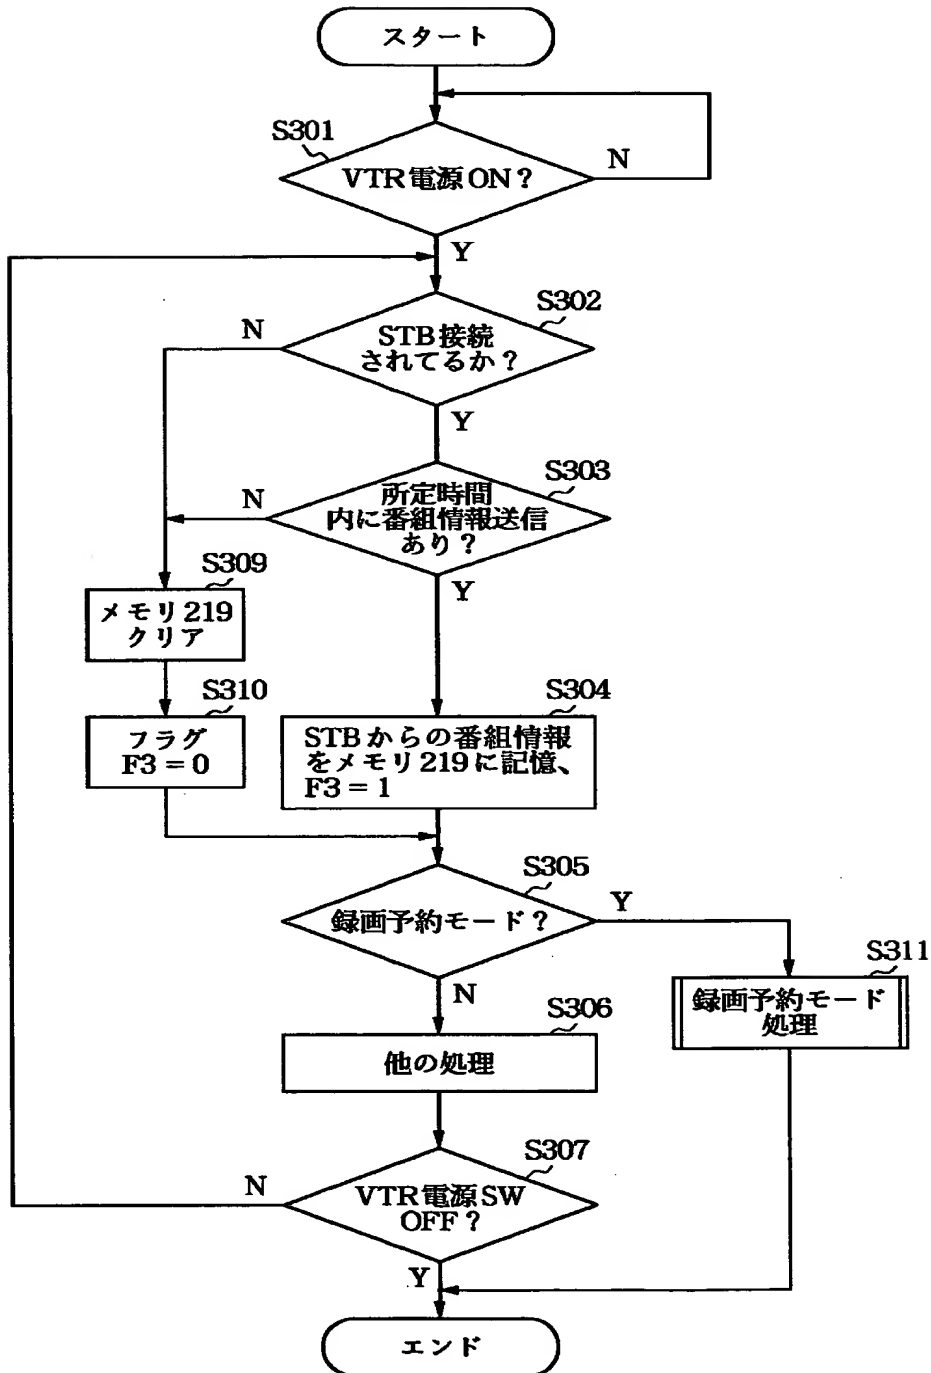 スタート
S301
VTR電源ON？
N
Y
S302
N
STB接続
されてるか？
Y
S303
N
所定時間
内に番組情報送信
あり？
Y
S309
メモリ219
クリア
S310
フラグ
F3＝0
S304
STBからの番組情報
をメモリ219に記憶、
F3＝1
S305
録画予約モード？
Y
N
S311
録画予約モード
処理
S306
他の処理
S307
N
VTR電源SW
OFF？
Y
エンド